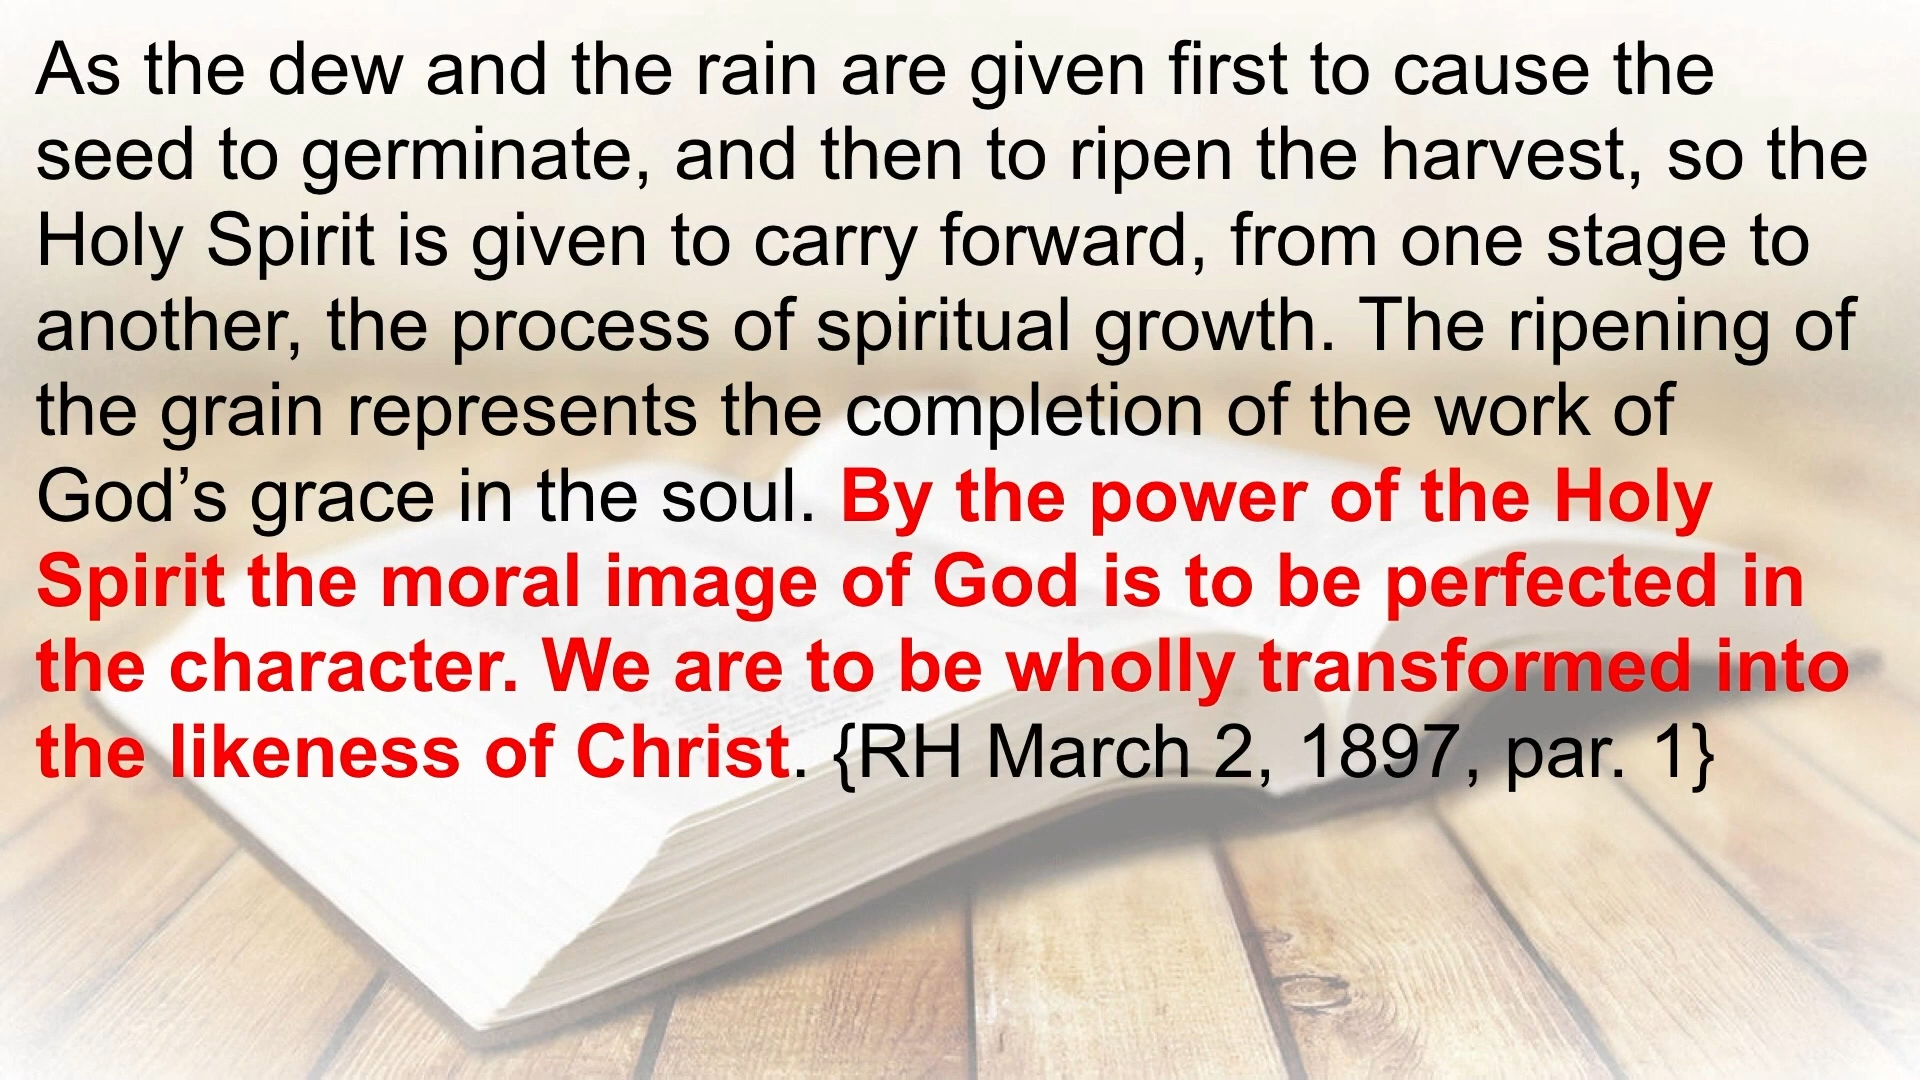 As the dew and the rain are given first to cause the
seed to germinate, and then to ripen the harvest, so the
Holy Spirit is given to carry forward, from one stage to
another, the process of spiritual growth. The ripening of
the grain represents the completion of the work of
God’s grace in the soul. By the power of the Holy
Spirit the moral image of God is to be perfected in
the character. We are to be wholly transformed into
the likeness of Christ. {RH March 2, 1897, par. 1}